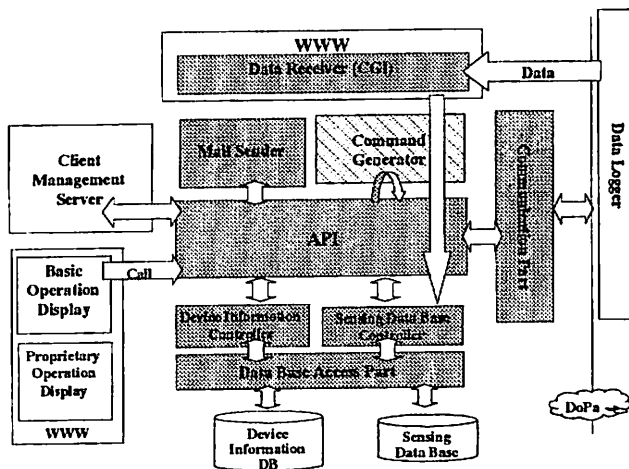 WWW
Data Receiver (CGI)
Data
Data Logger
Client
Management
Server
Mail Sender
Command
Generator
Communication Part
API
Basic
Operation
Display
Call
Proprietary
Operation
Display
WWW
Device Information
Controller
Sensing Data Base
Controller
Data Base Access Part
Device
Information
DB
Sensing
Data Base
DoPa